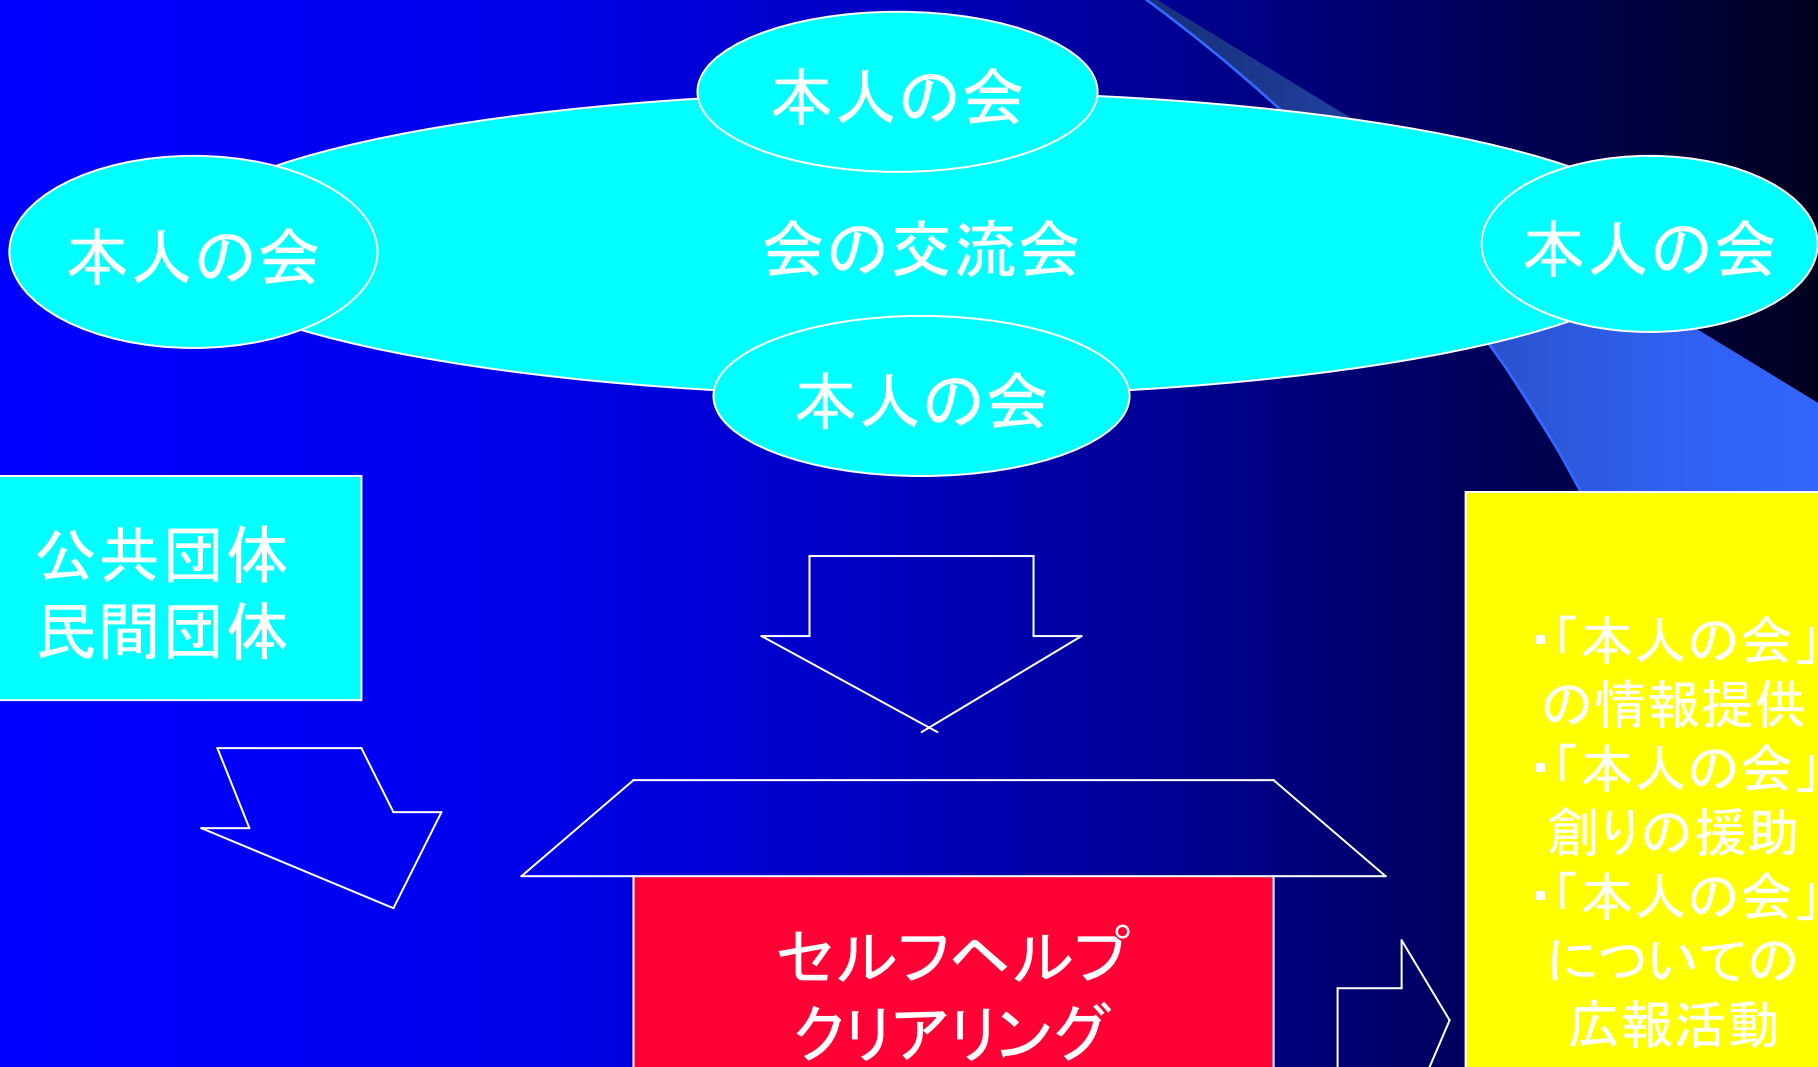 本人の会
本人の会
会の交流会
本人の会
本人の会
公共団体
民間団体
・「本人の会」
の情報提供
・「本人の会」
創りの援助
・「本人の会」
についての
広報活動
セルフヘルプ
クリアリング